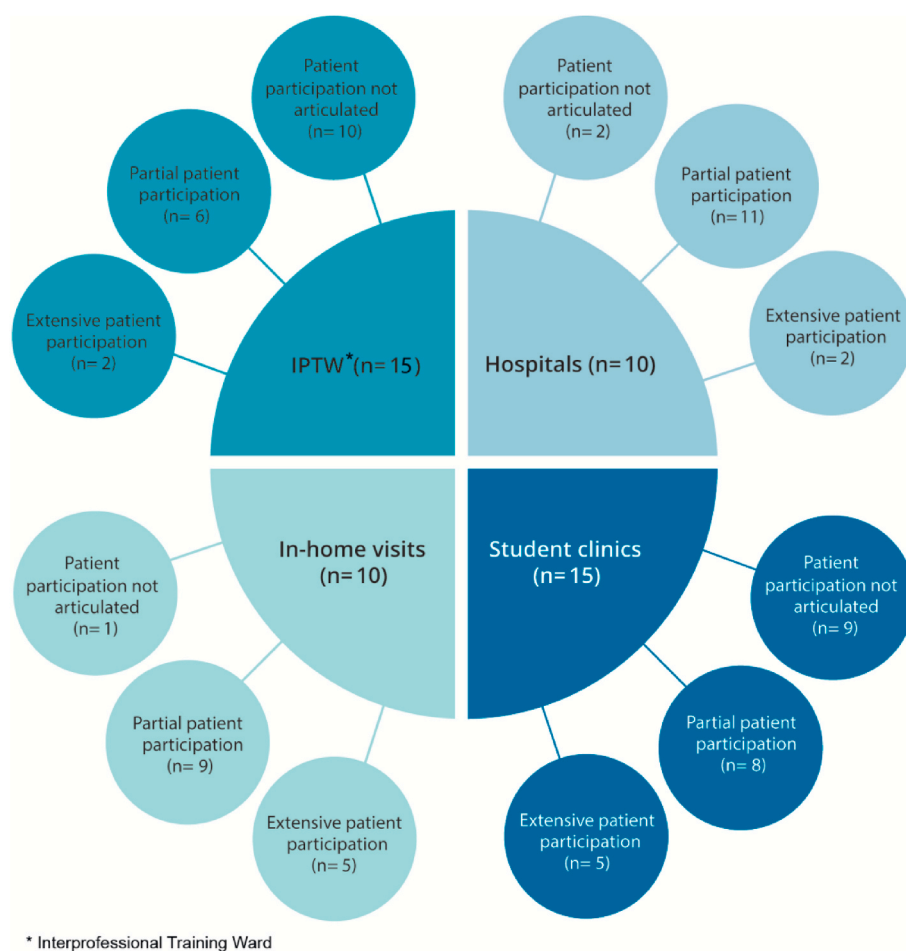 Patient
participation not
articulated
(n= 10)
Partial patient
participation
(n= 6)
Extensive patient
participation
(n= 2)
IPTW*(n= 15)
Patient
participation not
articulated
(n= 2)
Partial patient
participation
(n= 11)
Extensive patient
participation
(n= 2)
Hospitals (n= 10)
In-home visits
(n= 10)
Patient
participation not
articulated
(n= 1)
Partial patient
participation
(n= 9)
Extensive patient
participation
(n= 5)
Student clinics
(n= 15)
Patient
participation not
articulated
(n= 9)
Partial patient
participation
(n= 8)
Extensive patient
participation
(n= 5)
* Interprofessional Training Ward